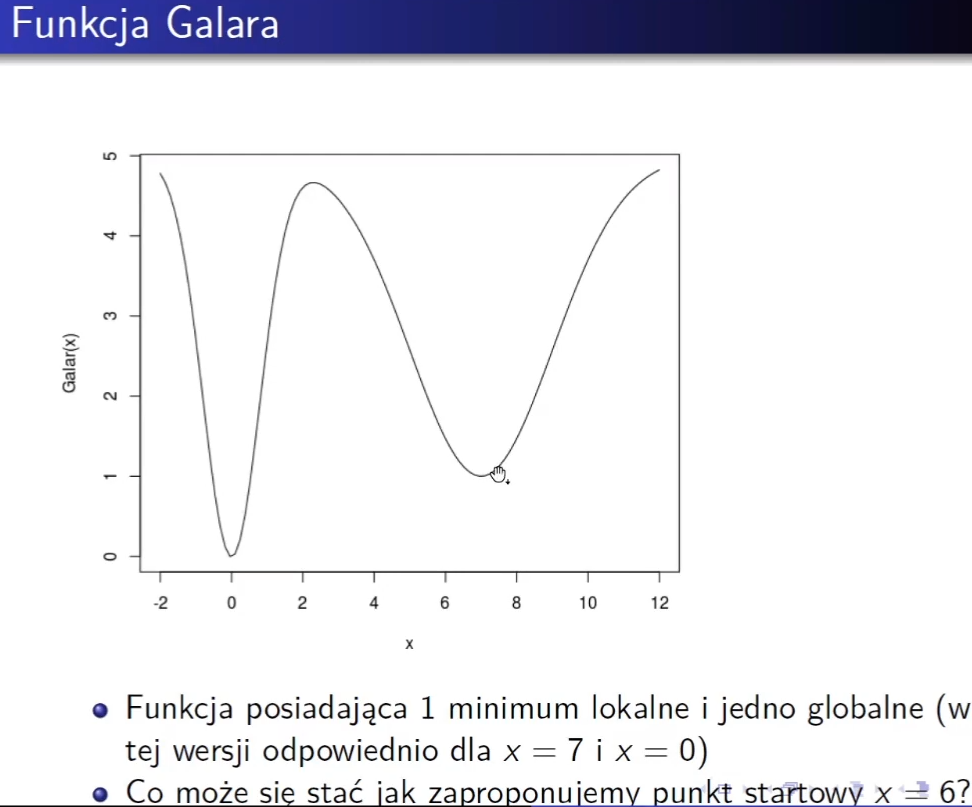 Funkcja Galara
5
4
3
2
1
0
Galar(x)
-2 0 2 4 6 8 10 12
x
Funkcja posiadająca 1 minimum lokalne i jedno globalne (w
tej wersji odpowiednio dla x = 7 i x = 0)
Co może się stać jak zaproponujemy punkt startowy x = 6?